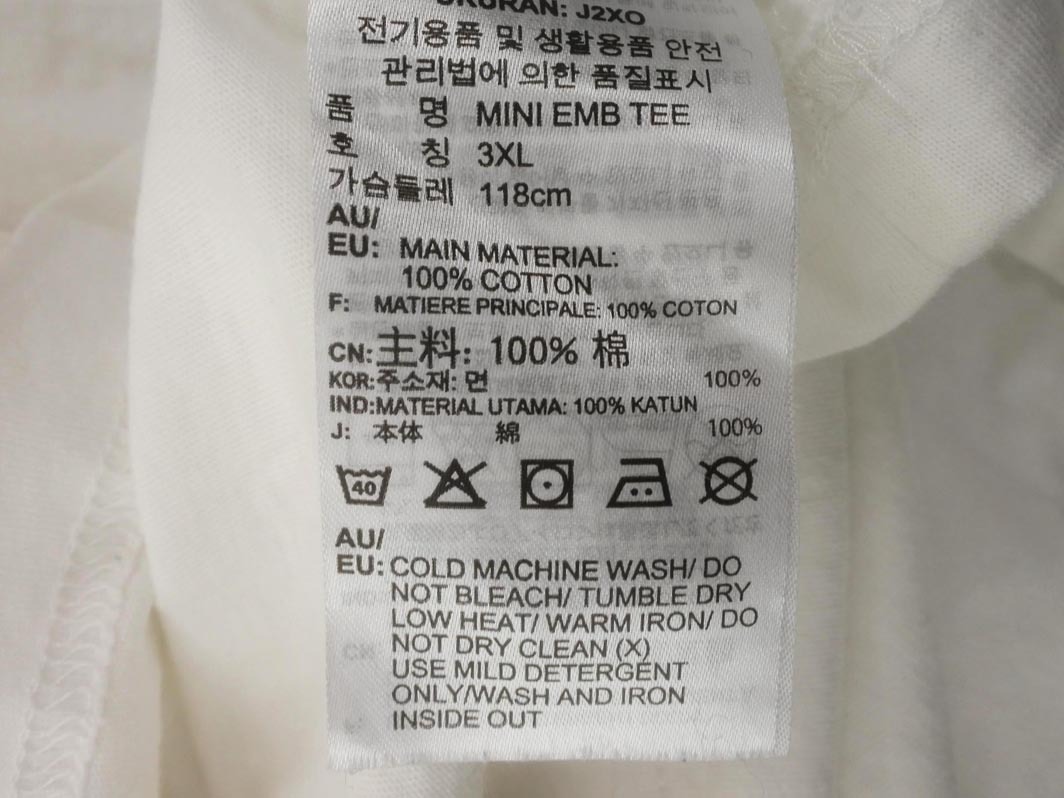 UKURAN: J2XO
전기용품 및 생활용품 안전
관리법에 의한 품질표시
품 명 MINI EMB TEE
호 칭 3XL
가슴둘레 118cm
AU/
EU: MAIN MATERIAL:
100% COTTON
F: MATIERE PRINCIPALE: 100% COTON
CN:主料: 100% 棉
KOR:주소재: 면 100%
IND:MATERIAL UTAMA: 100% KATUN
J: 本体 綿 100%
40
AU/
EU: COLD MACHINE WASH/ DO
NOT BLEACH/ TUMBLE DRY
LOW HEAT/ WARM IRON/ DO
NOT DRY CLEAN (X)
USE MILD DETERGENT
ONLY/WASH AND IRON
INSIDE OUT